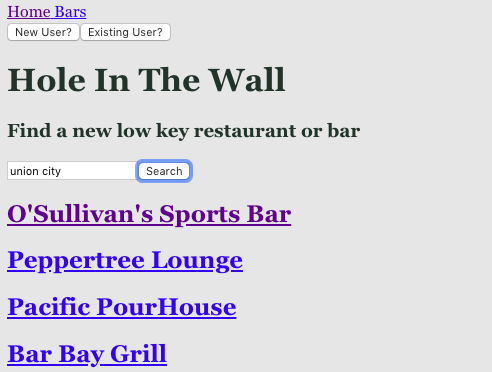 Home Bars
New User? Existing User?
Hole In The Wall
Find a new low key restaurant or bar
union city Search
O'Sullivan's Sports Bar
Peppertree Lounge
Pacific PourHouse
Bar Bay Grill